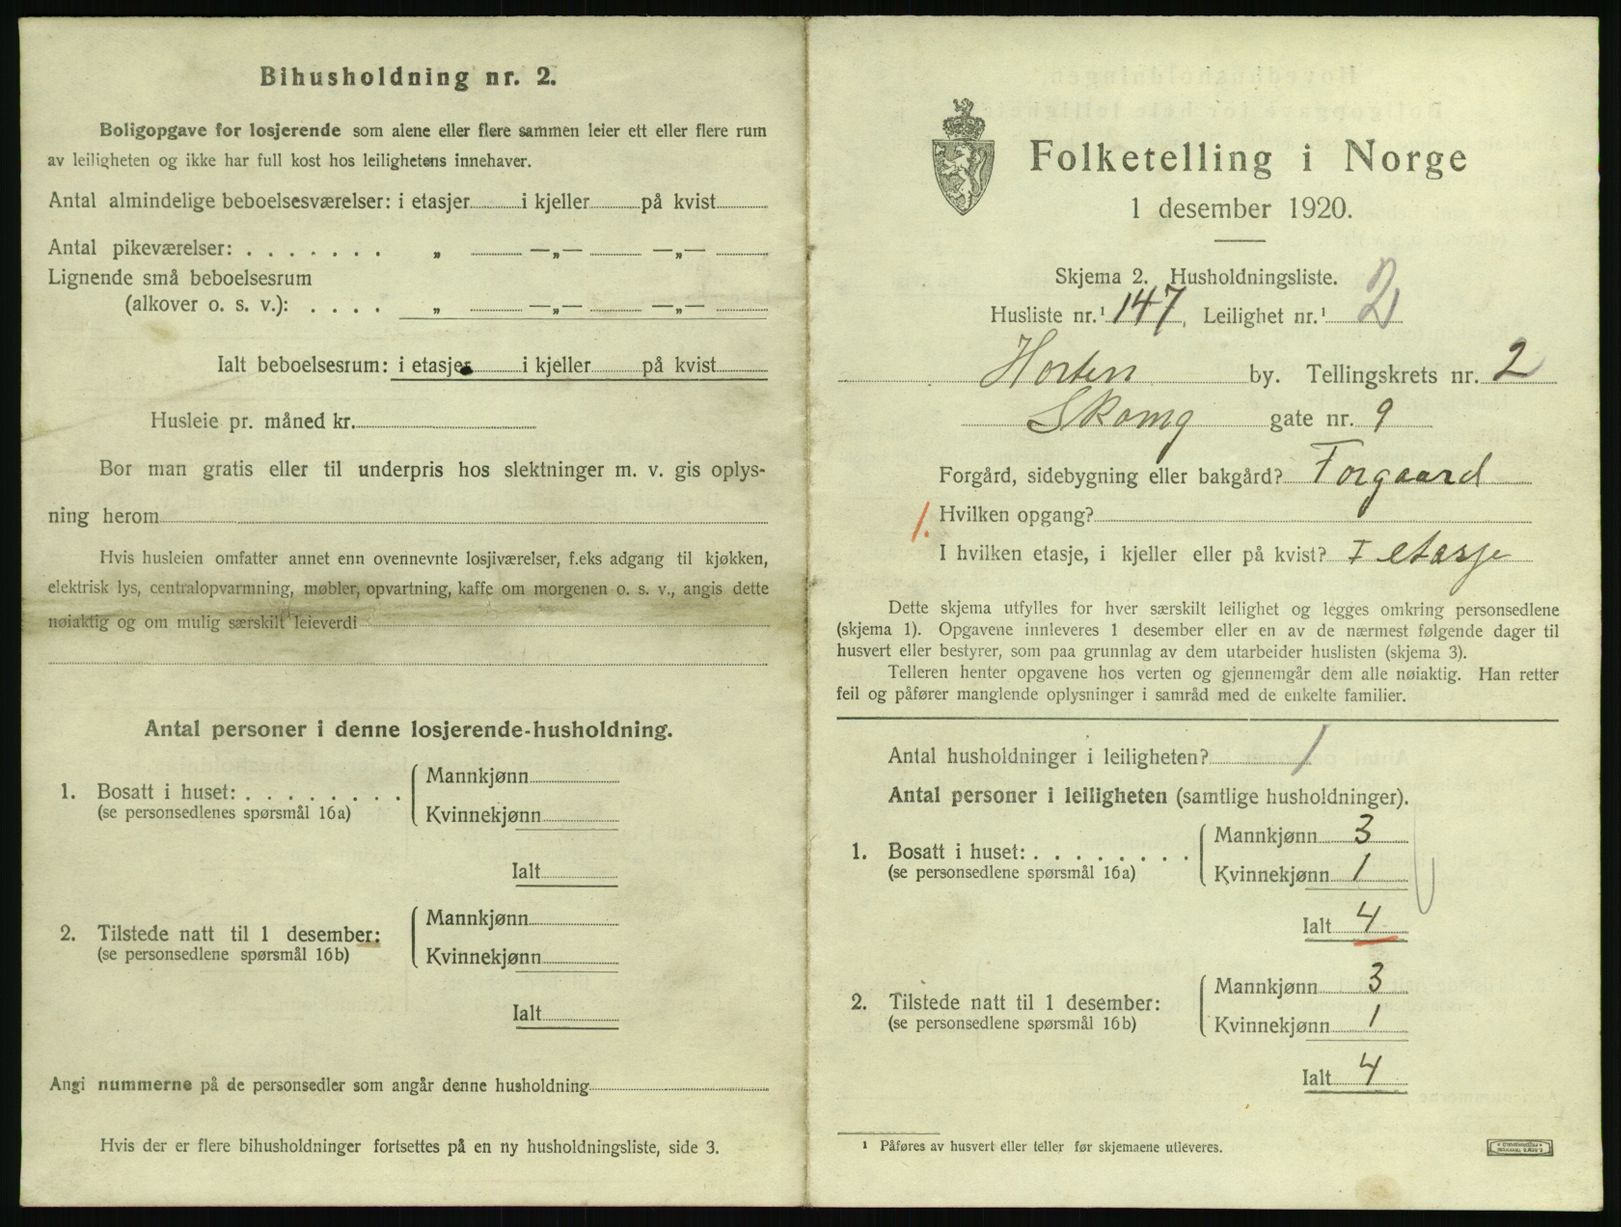 Bihusholdning nr. 2.
Boligopgave for losjerende som alene eller flere sammen leier ett eller flere rum
av leiligheten og ikke har full kost hos leilighetens innehaver.
Antal almindelige beboelsesværelser: i etasjer i kjeller på kvist
Antal pikeværelser: . . . . . . . „ —„— —„—
Lignende små beboelsesrum
(alkover o. s. v.): . . . . „ —„— —„—
Ialt beboelsesrum: i etasjer i kjeller på kvist
Husleie pr. måned kr.
Bor man gratis eller til underpris hos slektninger m. v. gis oplys-
ning herom
Hvis husleien omfatter annet enn ovennevnte losjiværelser, f.eks adgang til kjøkken,
elektrisk lys, centralopvarmning, møbler, opvartning, kaffe om morgenen o. s. v., angis dette
nøiaktig og om mulig særskilt leieverdi
Antal personer i denne losjerende-husholdning.
1. Bosatt i huset: . . . . . . . . Mannkjønn
(se personsedlenes spørsmål 16a) Kvinnekjønn
Ialt
2. Tilstede natt til 1 desember: Mannkjønn
(se personsedlene spørsmål 16b) Kvinnekjønn
Ialt
Angi nummerne på de personsedler som angår denne husholdning
Hvis der er flere bihusholdninger fortsettes på en ny husholdningsliste, side 3.
Folketelling i Norge
1 desember 1920.
Skjema 2. Husholdningsliste.
Husliste nr.¹ 147, Leilighet nr.¹ 2
Horten by. Tellingskrets nr. 2
gate nr. 9
Forgård, sidebygning eller bakgård? Forgaard
1. Hvilken opgang?
I hvilken etasje, i kjeller eller på kvist? I etasje
Dette skjema utfylles for hver særskilt leilighet og legges omkring personsedlene
(skjema 1). Opgavene innleveres 1 desember eller en av de nærmest følgende dager til
husvert eller bestyrer, som paa grunnlag av dem utarbeider huslisten (skjema 3).
Telleren henter opgavene hos verten og gjennemgår dem alle nøiaktig. Han retter
feil og påfører manglende oplysninger i samråd med de enkelte familier.
Antal husholdninger i leiligheten? 1
Antal personer i leiligheten (samtlige husholdninger).
1. Bosatt i huset: . . . . . . . . Mannkjønn 3
(se personsedlene spørsmål 16a) Kvinnekjønn 1
Ialt 4
2. Tilstede natt til 1 desember: Mannkjønn 3
(se personsedlene spørsmål 16b) Kvinnekjønn 1
Ialt 4
¹ Påføres av husvert eller teller før skjemaene utleveres.